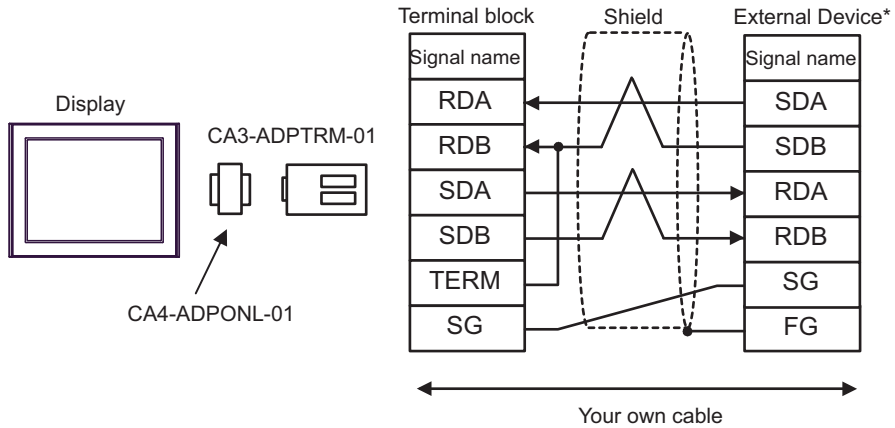 Terminal block
Shield
External Device*
Signal name
Signal name
RDA
SDA
RDB
SDB
SDA
RDA
SDB
RDB
TERM
SG
SG
FG
Display
CA3-ADPTRM-01
CA4-ADPONL-01
Your own cable